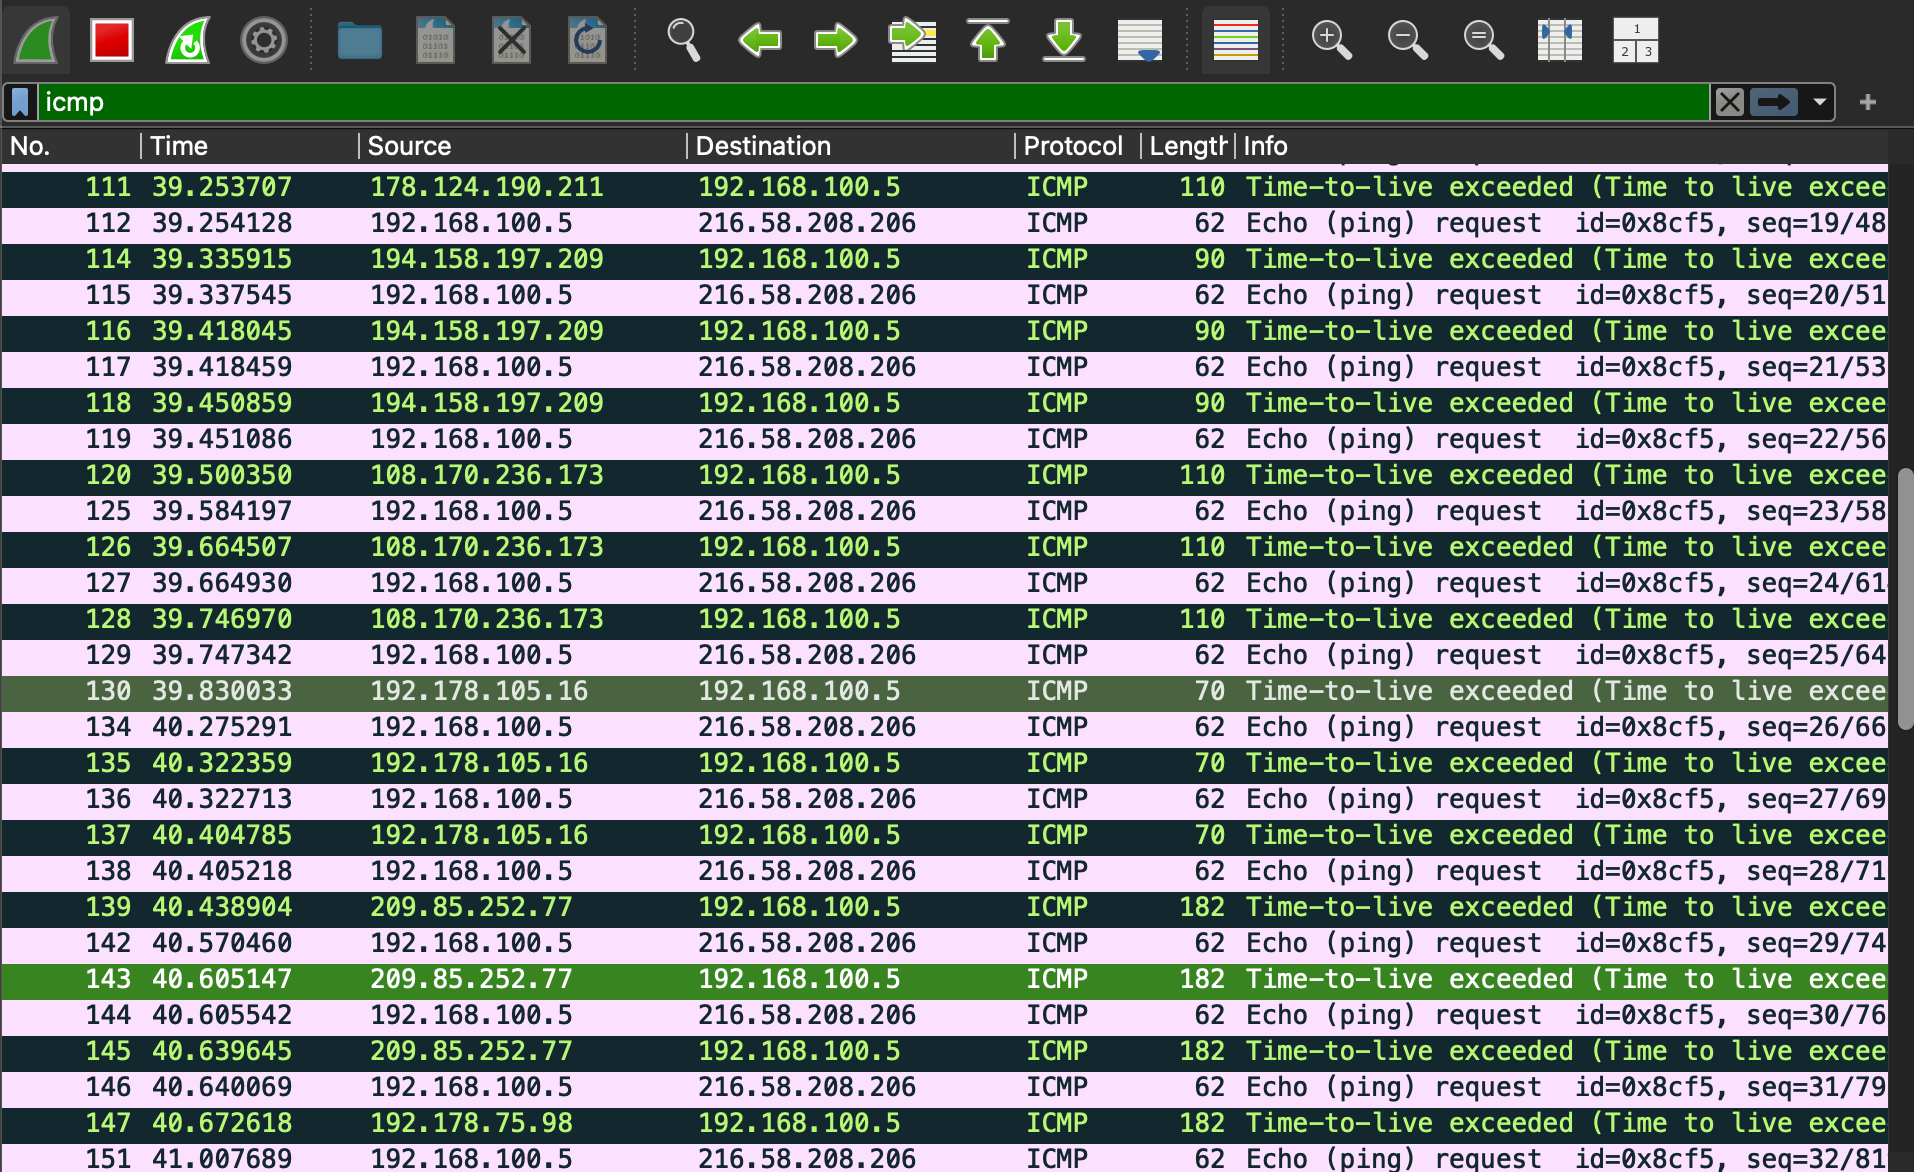 1
2 3
icmp
No. Time Source Destination Protocol Length Info
111 39.253707 178.124.190.211 192.168.100.5 ICMP 110 Time-to-live exceeded (Time to live excee
112 39.254128 192.168.100.5 216.58.208.206 ICMP 62 Echo (ping) request id=0x8cf5, seq=19/48
114 39.335915 194.158.197.209 192.168.100.5 ICMP 90 Time-to-live exceeded (Time to live excee
115 39.337545 192.168.100.5 216.58.208.206 ICMP 62 Echo (ping) request id=0x8cf5, seq=20/51
116 39.418045 194.158.197.209 192.168.100.5 ICMP 90 Time-to-live exceeded (Time to live excee
117 39.418459 192.168.100.5 216.58.208.206 ICMP 62 Echo (ping) request id=0x8cf5, seq=21/53
118 39.450859 194.158.197.209 192.168.100.5 ICMP 90 Time-to-live exceeded (Time to live excee
119 39.451086 192.168.100.5 216.58.208.206 ICMP 62 Echo (ping) request id=0x8cf5, seq=22/56
120 39.500350 108.170.236.173 192.168.100.5 ICMP 110 Time-to-live exceeded (Time to live excee
125 39.584197 192.168.100.5 216.58.208.206 ICMP 62 Echo (ping) request id=0x8cf5, seq=23/58
126 39.664507 108.170.236.173 192.168.100.5 ICMP 110 Time-to-live exceeded (Time to live excee
127 39.664930 192.168.100.5 216.58.208.206 ICMP 62 Echo (ping) request id=0x8cf5, seq=24/61
128 39.746970 108.170.236.173 192.168.100.5 ICMP 110 Time-to-live exceeded (Time to live excee
129 39.747342 192.168.100.5 216.58.208.206 ICMP 62 Echo (ping) request id=0x8cf5, seq=25/64
130 39.830033 192.178.105.16 192.168.100.5 ICMP 70 Time-to-live exceeded (Time to live excee
134 40.275291 192.168.100.5 216.58.208.206 ICMP 62 Echo (ping) request id=0x8cf5, seq=26/66
135 40.322359 192.178.105.16 192.168.100.5 ICMP 70 Time-to-live exceeded (Time to live excee
136 40.322713 192.168.100.5 216.58.208.206 ICMP 62 Echo (ping) request id=0x8cf5, seq=27/69
137 40.404785 192.178.105.16 192.168.100.5 ICMP 70 Time-to-live exceeded (Time to live excee
138 40.405218 192.168.100.5 216.58.208.206 ICMP 62 Echo (ping) request id=0x8cf5, seq=28/71
139 40.438904 209.85.252.77 192.168.100.5 ICMP 182 Time-to-live exceeded (Time to live excee
142 40.570460 192.168.100.5 216.58.208.206 ICMP 62 Echo (ping) request id=0x8cf5, seq=29/74
143 40.605147 209.85.252.77 192.168.100.5 ICMP 182 Time-to-live exceeded (Time to live excee
144 40.605542 192.168.100.5 216.58.208.206 ICMP 62 Echo (ping) request id=0x8cf5, seq=30/76
145 40.639645 209.85.252.77 192.168.100.5 ICMP 182 Time-to-live exceeded (Time to live excee
146 40.640069 192.168.100.5 216.58.208.206 ICMP 62 Echo (ping) request id=0x8cf5, seq=31/79
147 40.672618 192.178.75.98 192.168.100.5 ICMP 182 Time-to-live exceeded (Time to live excee
151 41.007689 192.168.100.5 216.58.208.206 ICMP 62 Echo (ping) request id=0x8cf5, seq=32/81